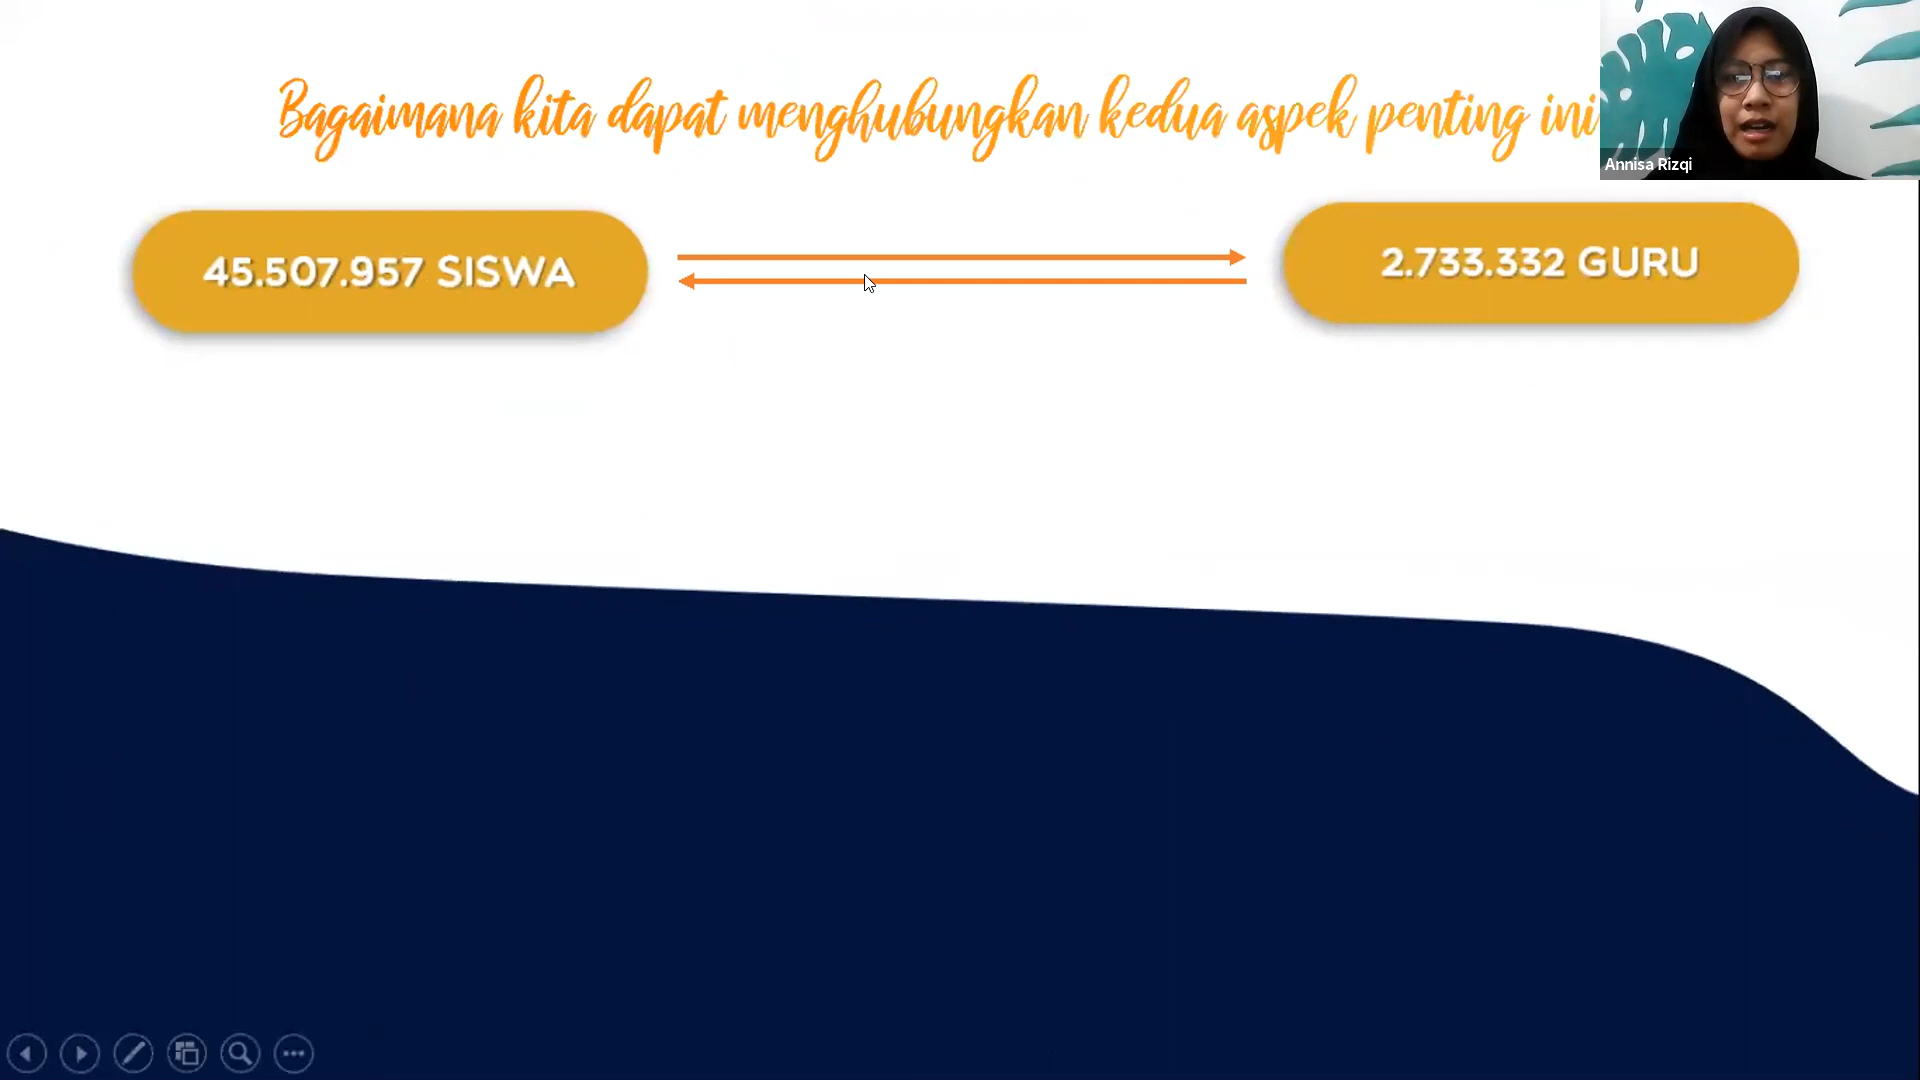 Bagaimana kita dapat menghubungkan kedua aspek penting ini
Annisa Rizqi
45.507.957 SISWA
2.733.332 GURU